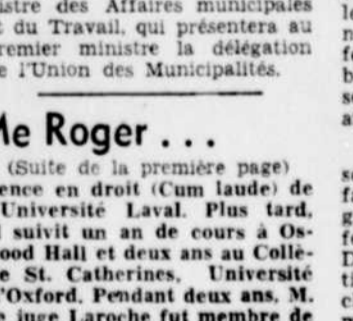 stre des Affaires municipales
t du Travail, qui présentera au
remier ministre la délégation
e l'Union des Municipalités.
Me Roger . . .
(Suite de la première page)
ence en droit (Cum laude) de
Université Laval. Plus tard,
suivit un an de cours à Os-
ood Hall et deux ans au Collè-
e St. Catherines, Université
'Oxford. Pendant deux ans, M.
e juge Laroche fut membre de